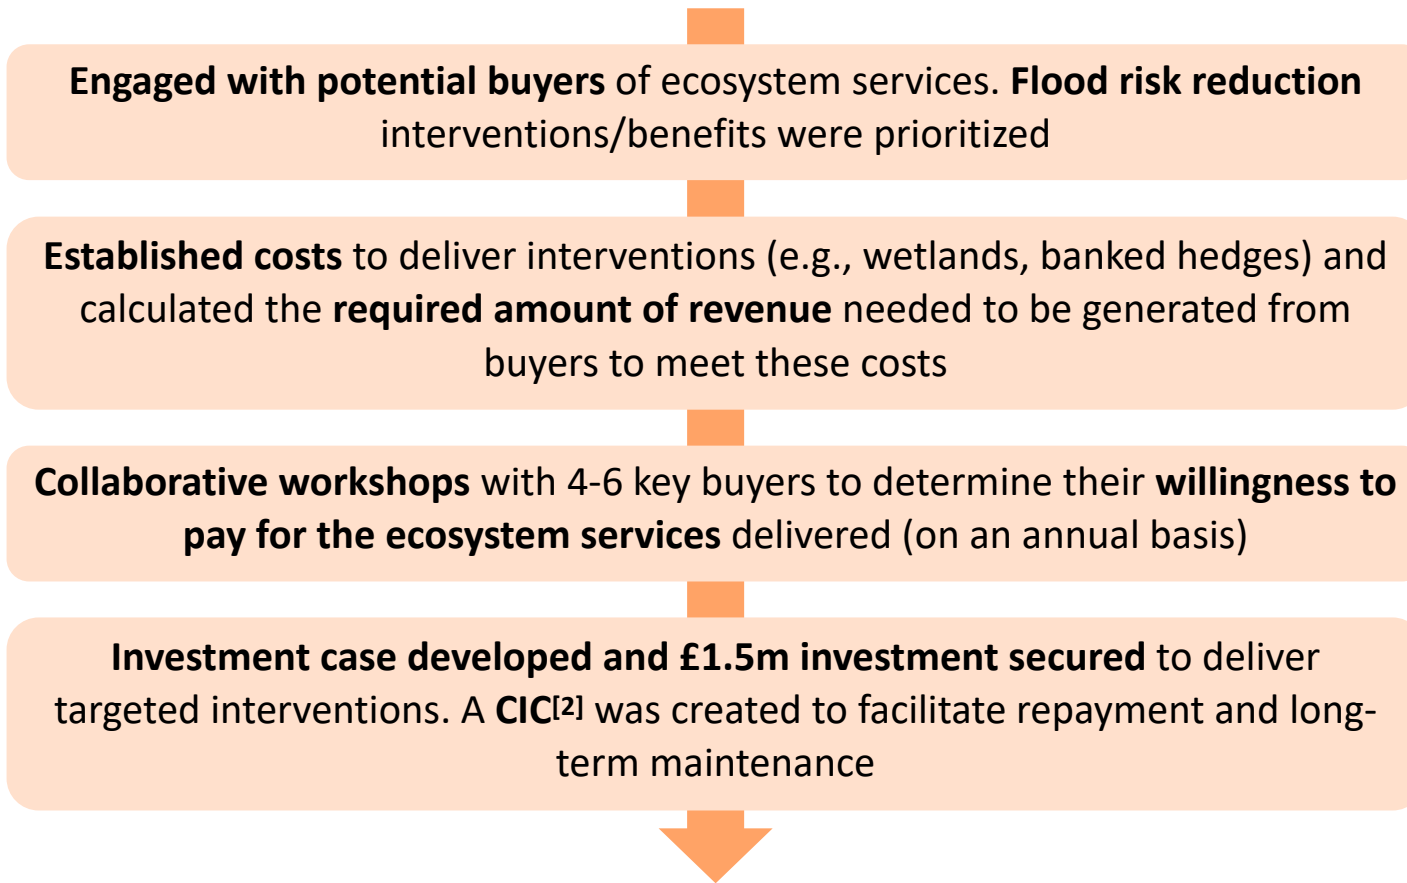 Engaged with potential buyers of ecosystem services. Flood risk reduction
interventions/benefits were prioritized
Established costs to deliver interventions (e.g., wetlands, banked hedges) and
calculated the required amount of revenue needed to be generated from
buyers to meet these costs
Collaborative workshops with 4-6 key buyers to determine their willingness to
pay for the ecosystem services delivered (on an annual basis)
Investment case developed and £1.5m investment secured to deliver
targeted interventions. A CIC[2] was created to facilitate repayment and long-
term maintenance